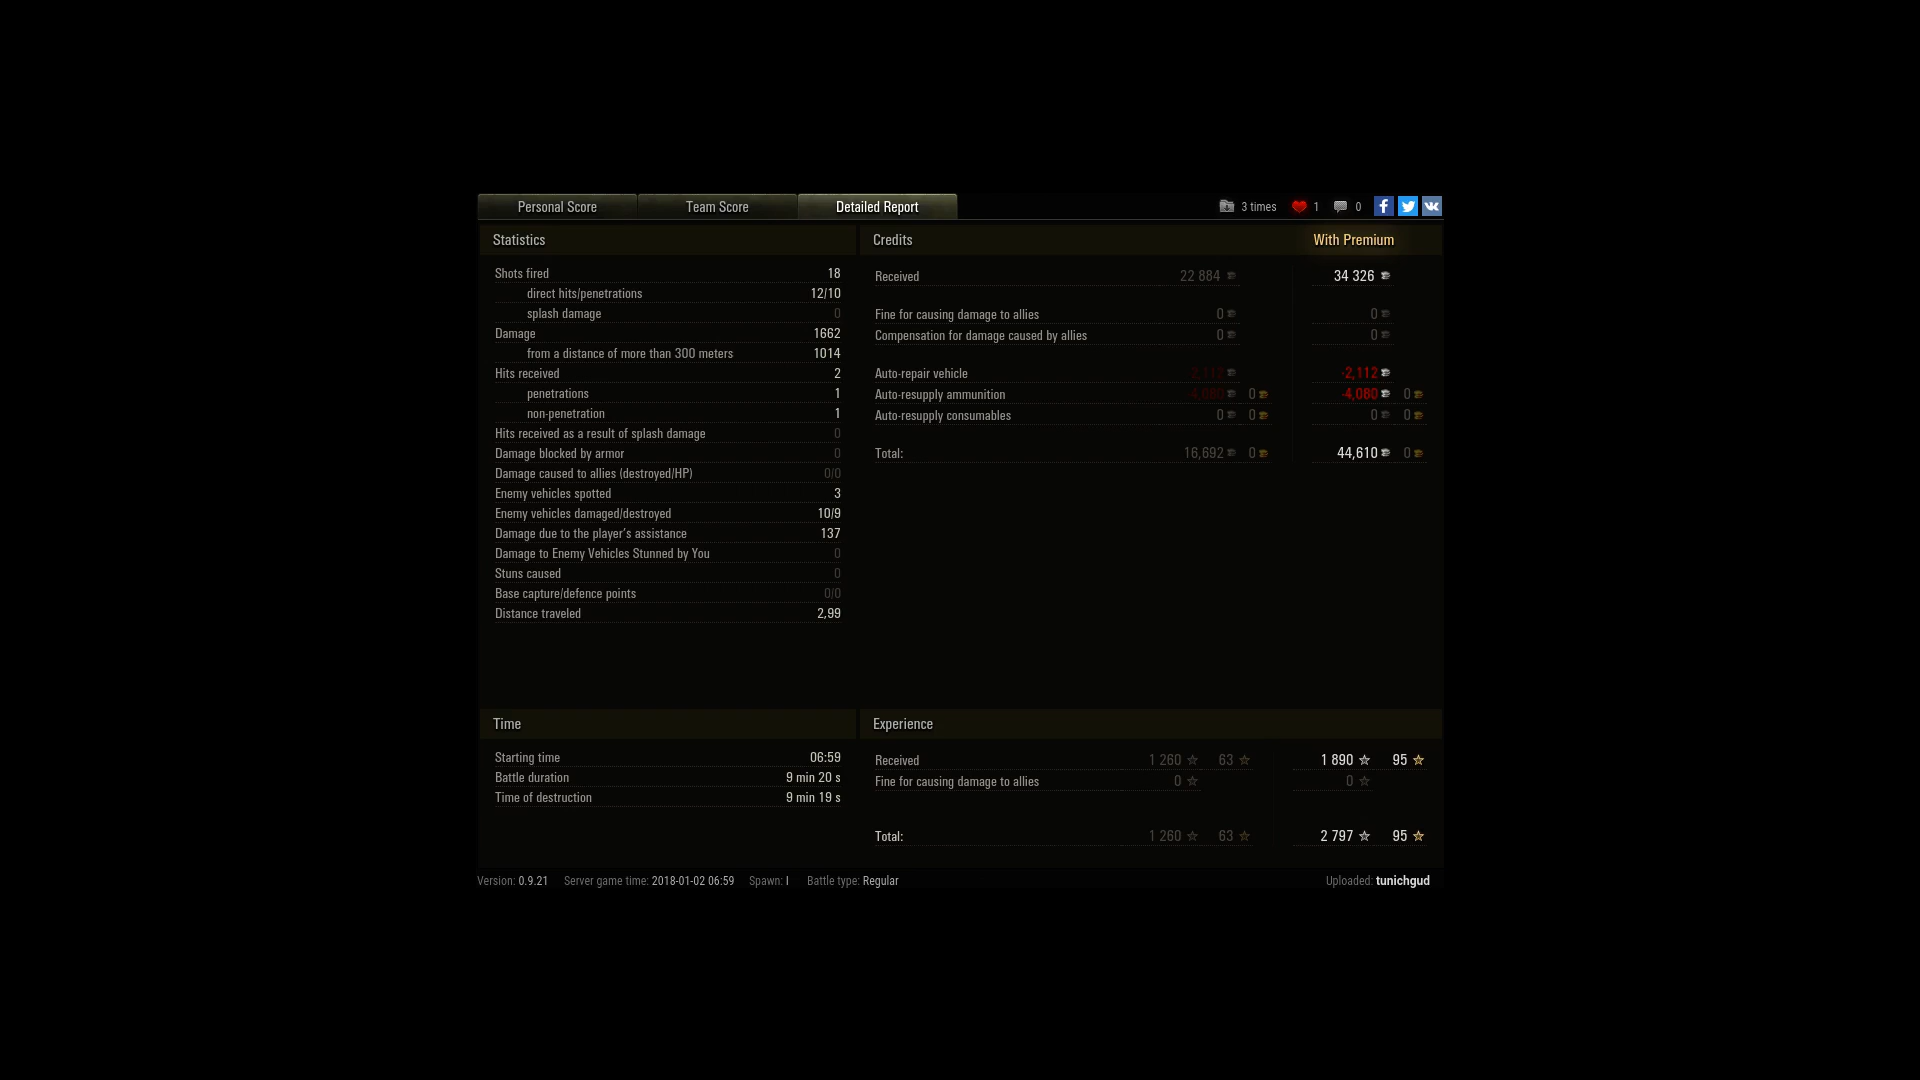 Personal Score Team Score Detailed Report 3 times 1 0
Statistics
Shots fired 18
direct hits/penetrations 12/10
splash damage 0
Damage 1662
from a distance of more than 300 meters 1014
Hits received 2
penetrations 1
non-penetration 1
Hits received as a result of splash damage 0
Damage blocked by armor 0
Damage caused to allies (destroyed/HP) 0/0
Enemy vehicles spotted 3
Enemy vehicles damaged/destroyed 10/9
Damage due to the player's assistance 137
Damage to Enemy Vehicles Stunned by You 0
Stuns caused 0
Base capture/defence points 0/0
Distance traveled 2,99
Credits With Premium
Received 22 884 34 326
Fine for causing damage to allies 0 0
Compensation for damage caused by allies 0 0
Auto-repair vehicle -2,112 -2,112
Auto-resupply ammunition -4,080 0 -4,080 0
Auto-resupply consumables 0 0 0 0
Total: 16,692 0 44,610 0
Time
Starting time 06:59
Battle duration 9 min 20 s
Time of destruction 9 min 19 s
Experience
Received 1 260 63 1 890 95
Fine for causing damage to allies 0 0
Total: 1 260 63 2 797 95
Version: 0.9.21 Server game time: 2018-01-02 06:59 Spawn: I Battle type: Regular Uploaded: tunichgud